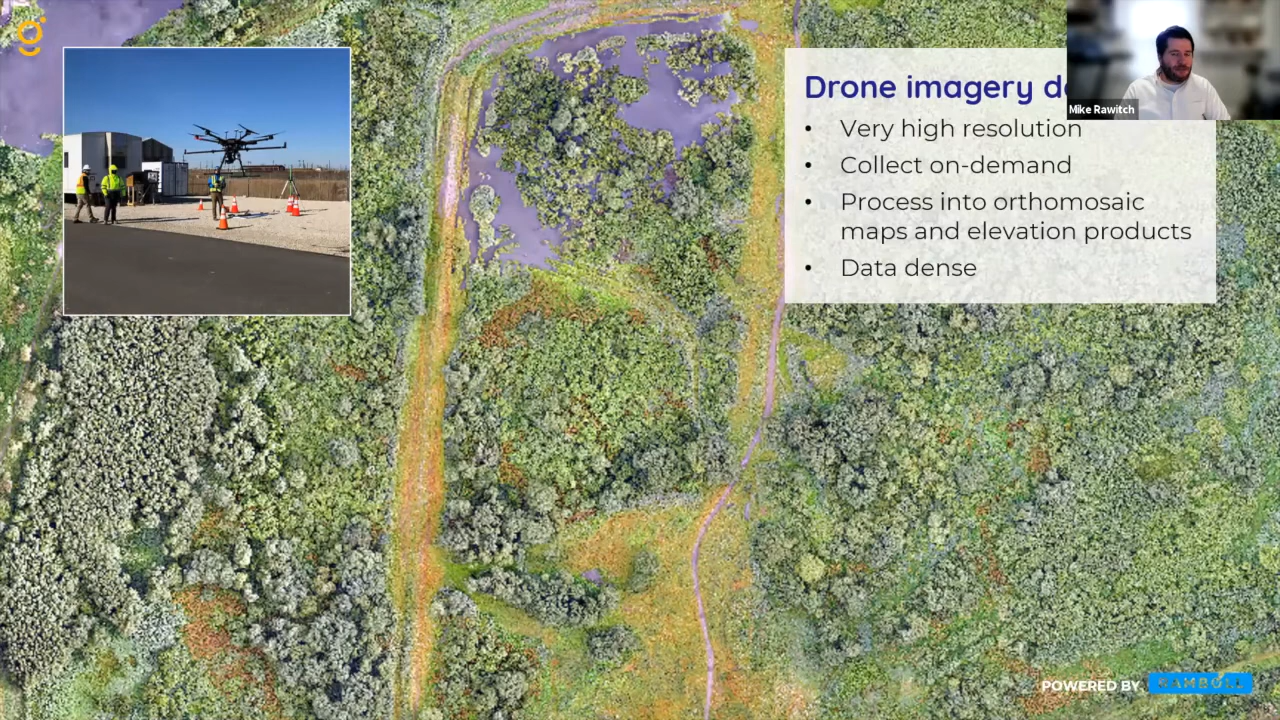 Drone imagery
Mike Rawitch
• Very high resolution
• Collect on-demand
• Process into orthomosaic
maps and elevation products
• Data dense
POWERED BY